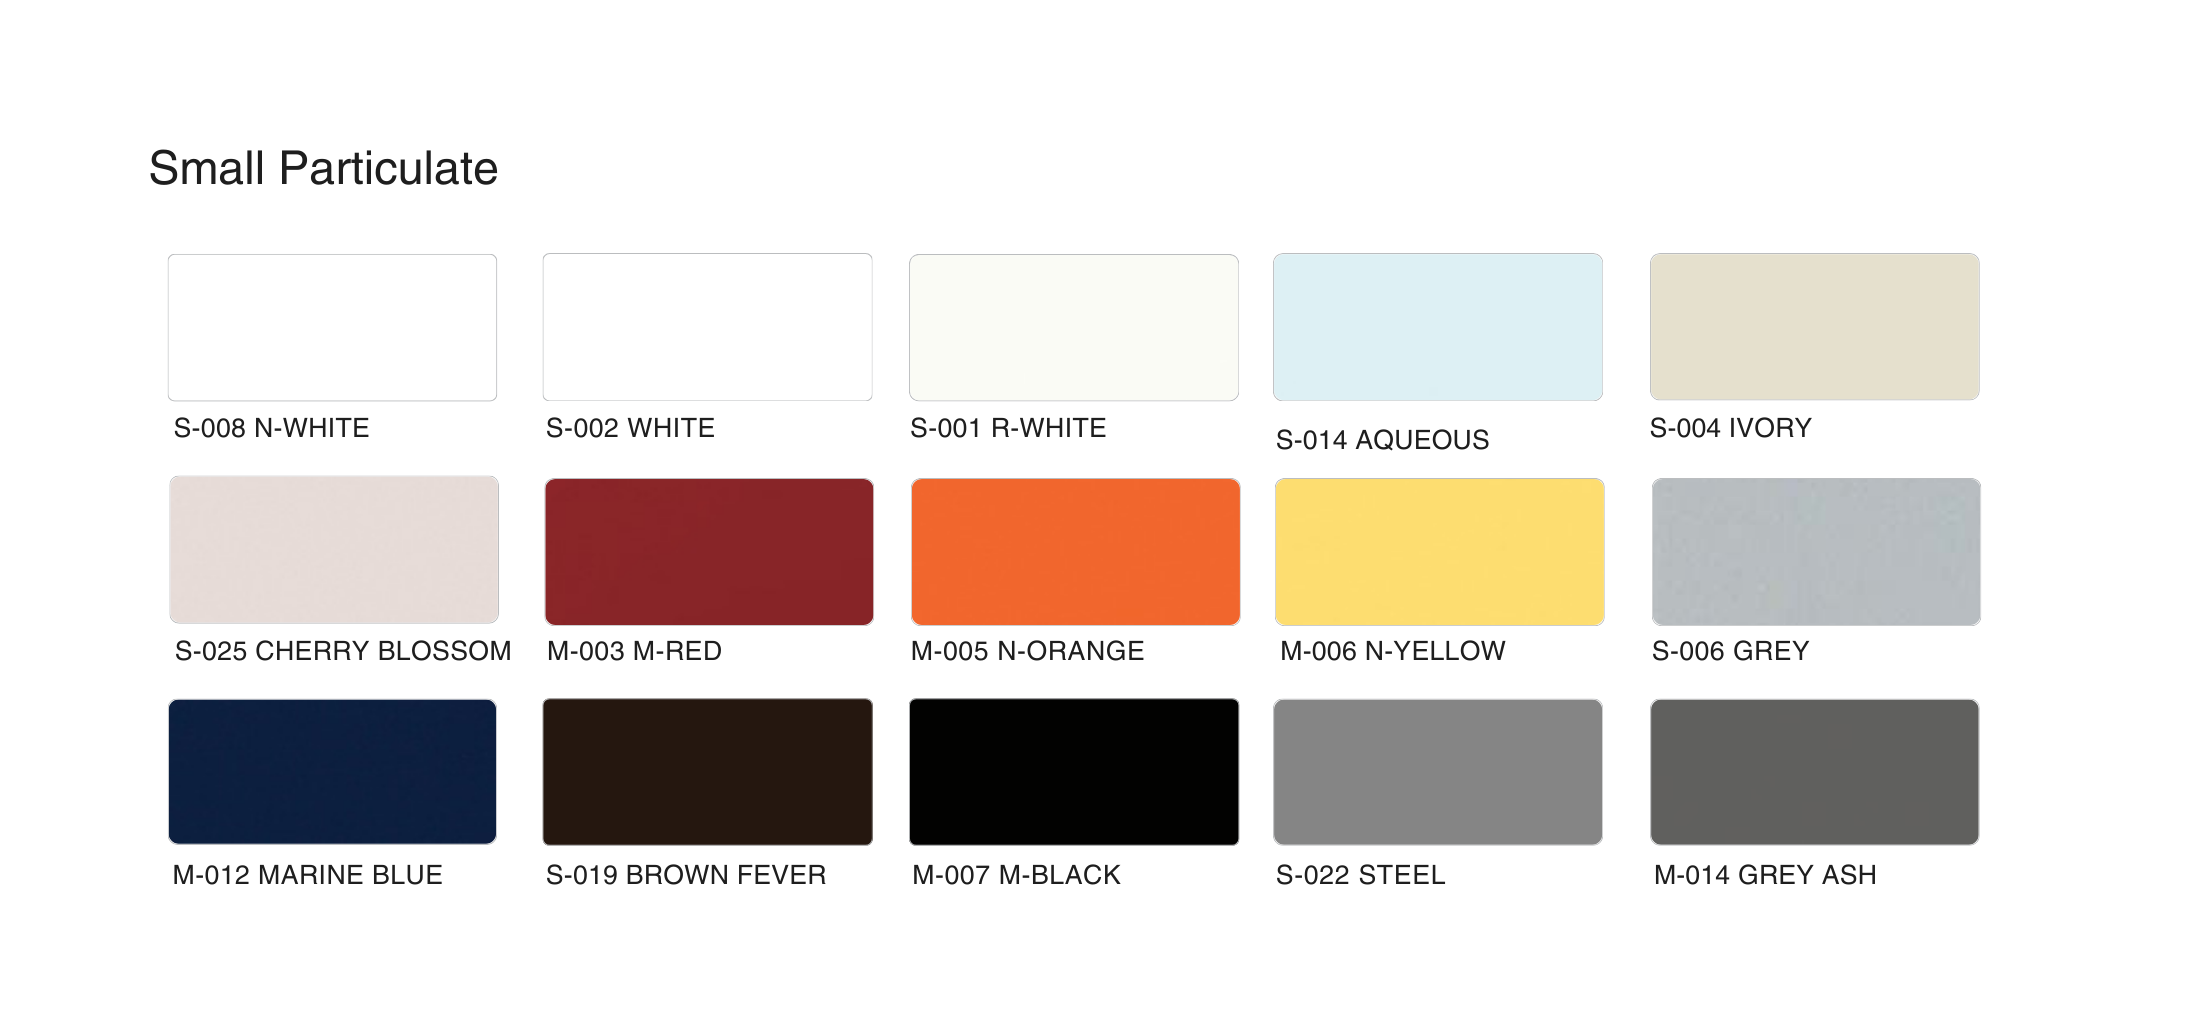 Small Particulate
S-008 N-WHITE
S-002 WHITE
S-001 R-WHITE
S-014 AQUEOUS
S-004 IVORY
S-025 CHERRY BLOSSOM
M-003 M-RED
M-005 N-ORANGE
M-006 N-YELLOW
S-006 GREY
M-012 MARINE BLUE
S-019 BROWN FEVER
M-007 M-BLACK
S-022 STEEL
M-014 GREY ASH